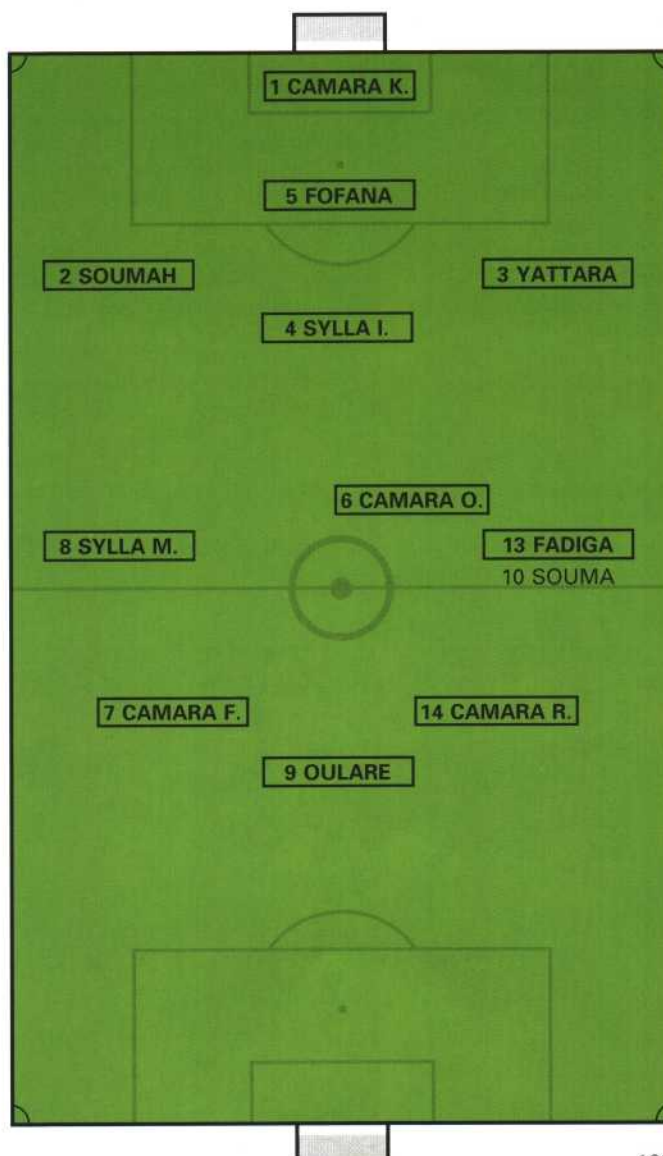 1 CAMARA K.
5 FOFANA
2 SOUMAH
3 YATTARA
4 SYLLA I.
6 CAMARA O.
8 SYLLA M.
13 FADIGA
10 SOUMA
7 CAMARA F.
14 CAMARA R.
9 OULARE